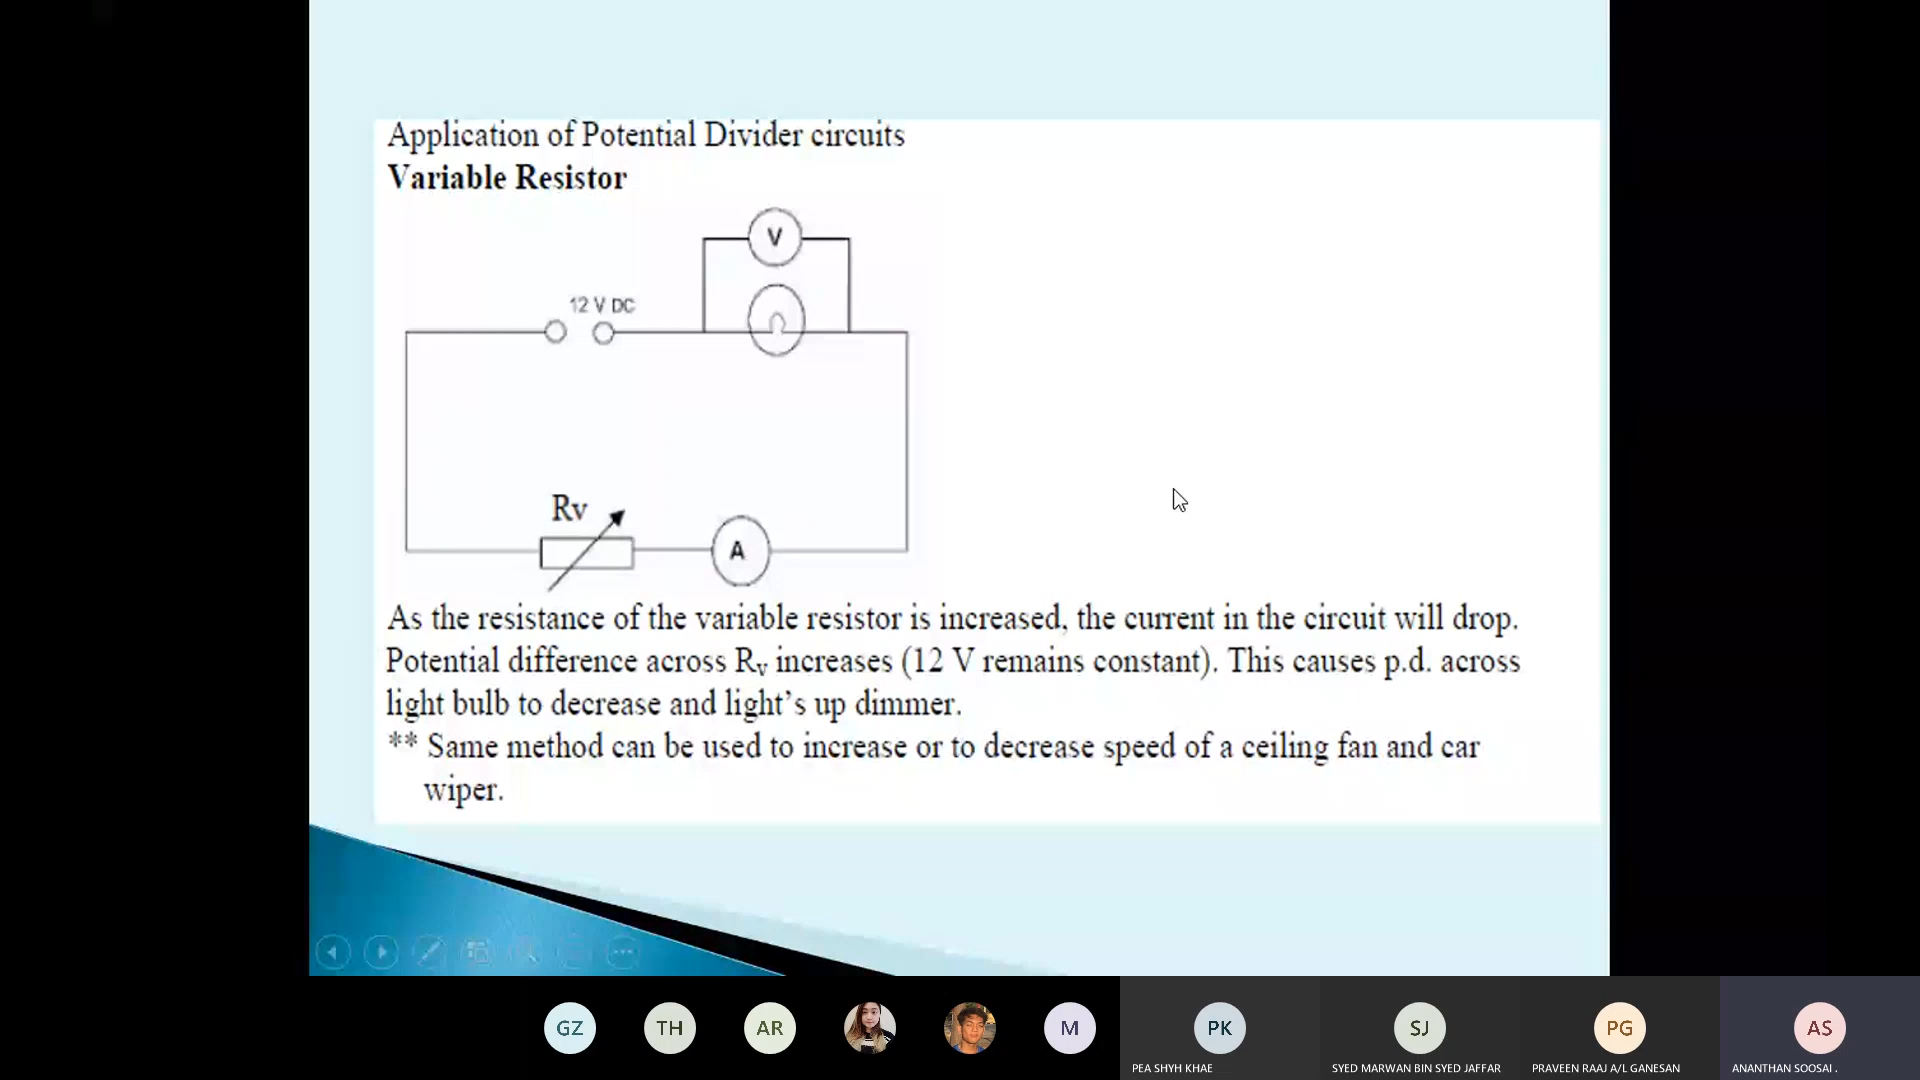 Application of Potential Divider circuits
Variable Resistor
V
12 V DC
Rv
A
As the resistance of the variable resistor is increased, the current in the circuit will drop.
Potential difference across Rv increases (12 V remains constant). This causes p.d. across
light bulb to decrease and light’s up dimmer.
** Same method can be used to increase or to decrease speed of a ceiling fan and car
wiper.
GZ
TH
AR
M
PK
SJ
PG
AS
PEA SHYH KHAE
SYED MARWAN BIN SYED JAFFAR
PRAVEEN RAAJ A/L GANESAN
ANANTHAN SOOSAI .